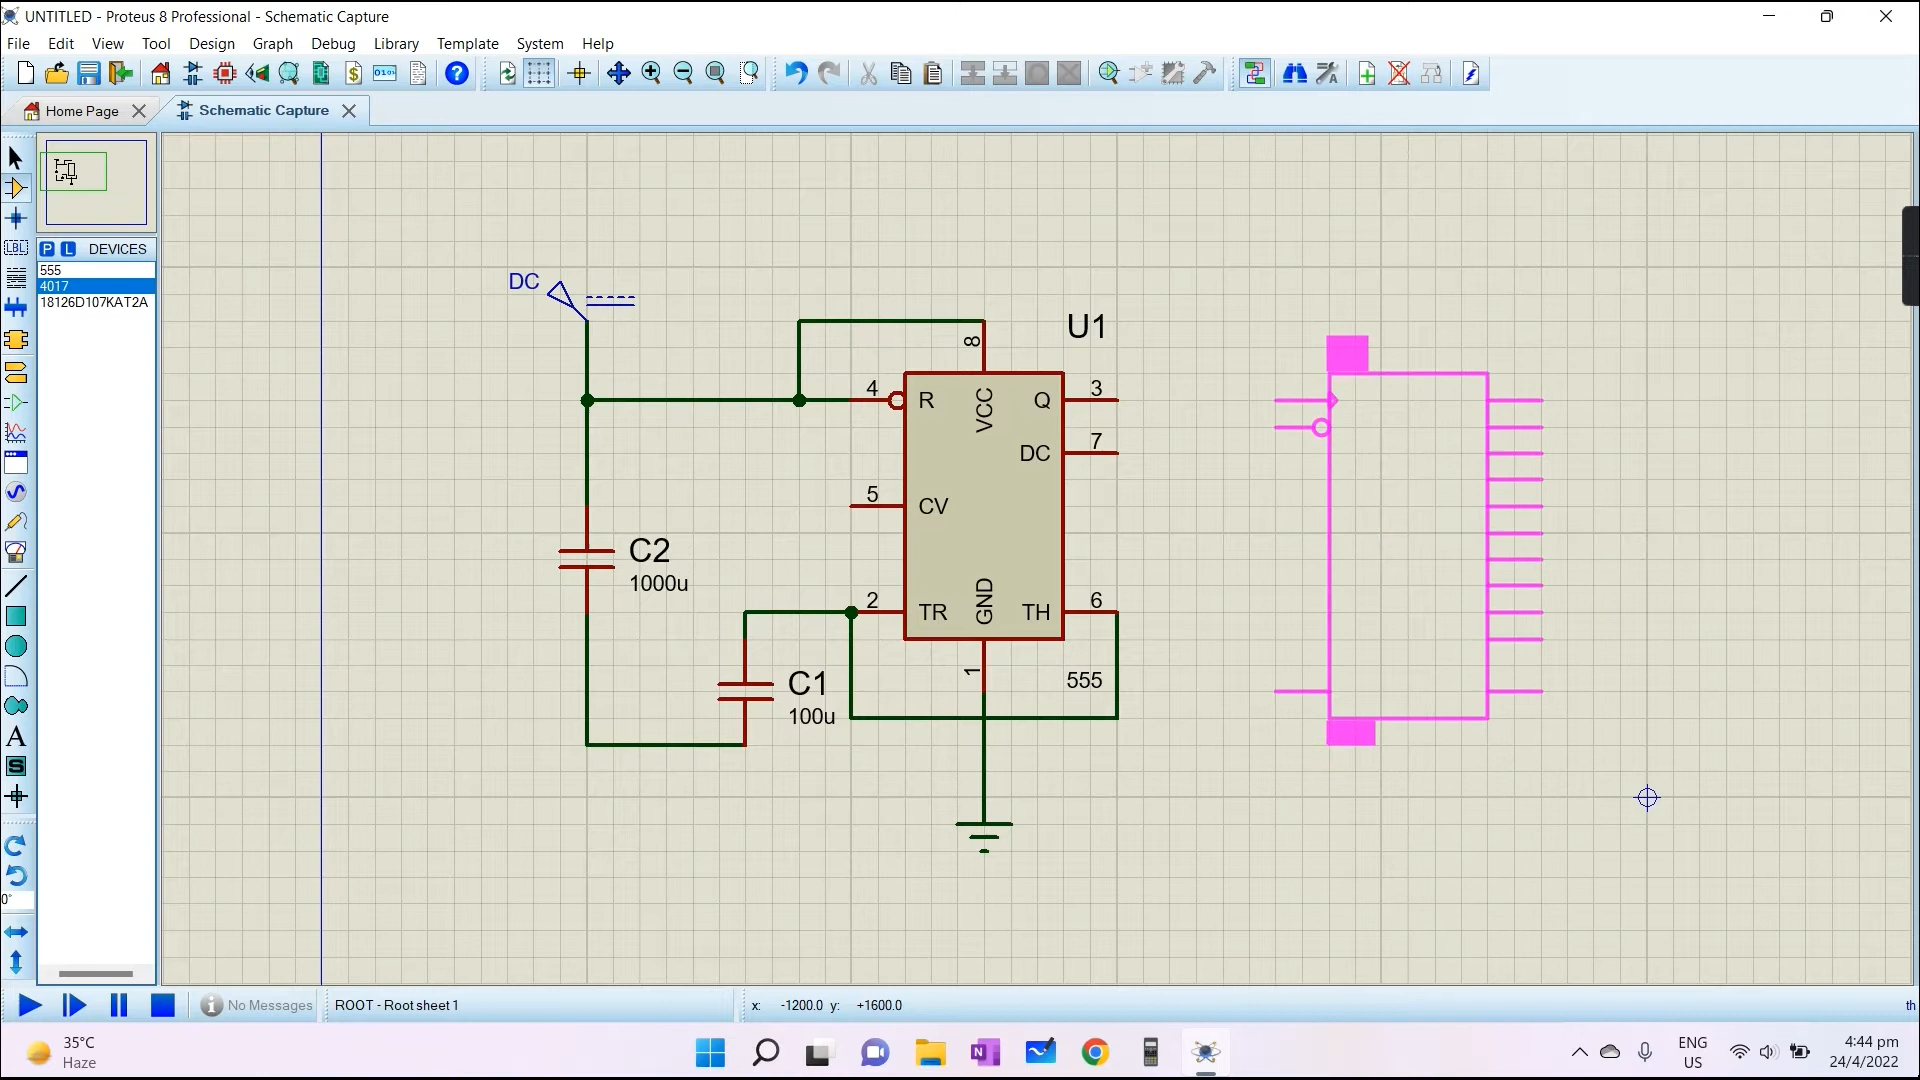 UNTITLED - Proteus 8 Professional - Schematic Capture
File Edit View Tool Design Graph Debug Library Template System Help
$
0101
?
Home Page
Schematic Capture
P L DEVICES
555
4017
18126D107KAT2A
LBL
A
S
0°
DC
U1
8
4 R VCC Q 3
DC 7
5 CV
C2
1000u
2 TR GND TH 6
1
555
C1
100u
No Messages
ROOT - Root sheet 1
x: -1200.0 y: +1600.0
th
35°C
Haze
N
ENG
US
4:44 pm
24/4/2022